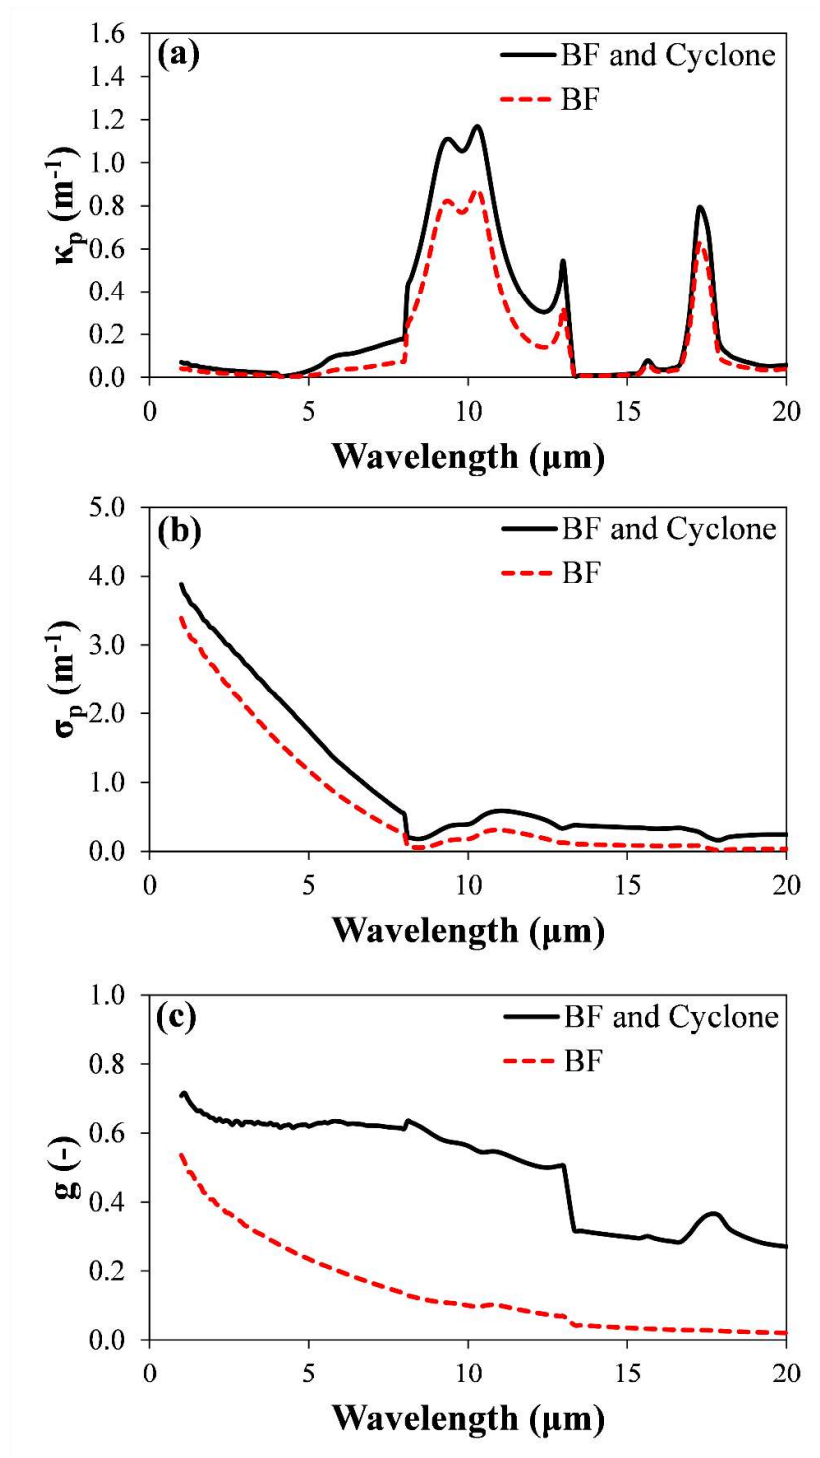 (a)
BF and Cyclone
BF
1.6
1.4
1.2
1.0
0.8
0.6
0.4
0.2
0.0
κp (m-1)
0 5 10 15 20
Wavelength (μm)
(b)
BF and Cyclone
BF
5.0
4.0
3.0
2.0
1.0
0.0
σp (m-1)
0 5 10 15 20
Wavelength (μm)
(c)
BF and Cyclone
BF
1.0
0.8
0.6
0.4
0.2
0.0
g (-)
0 5 10 15 20
Wavelength (μm)